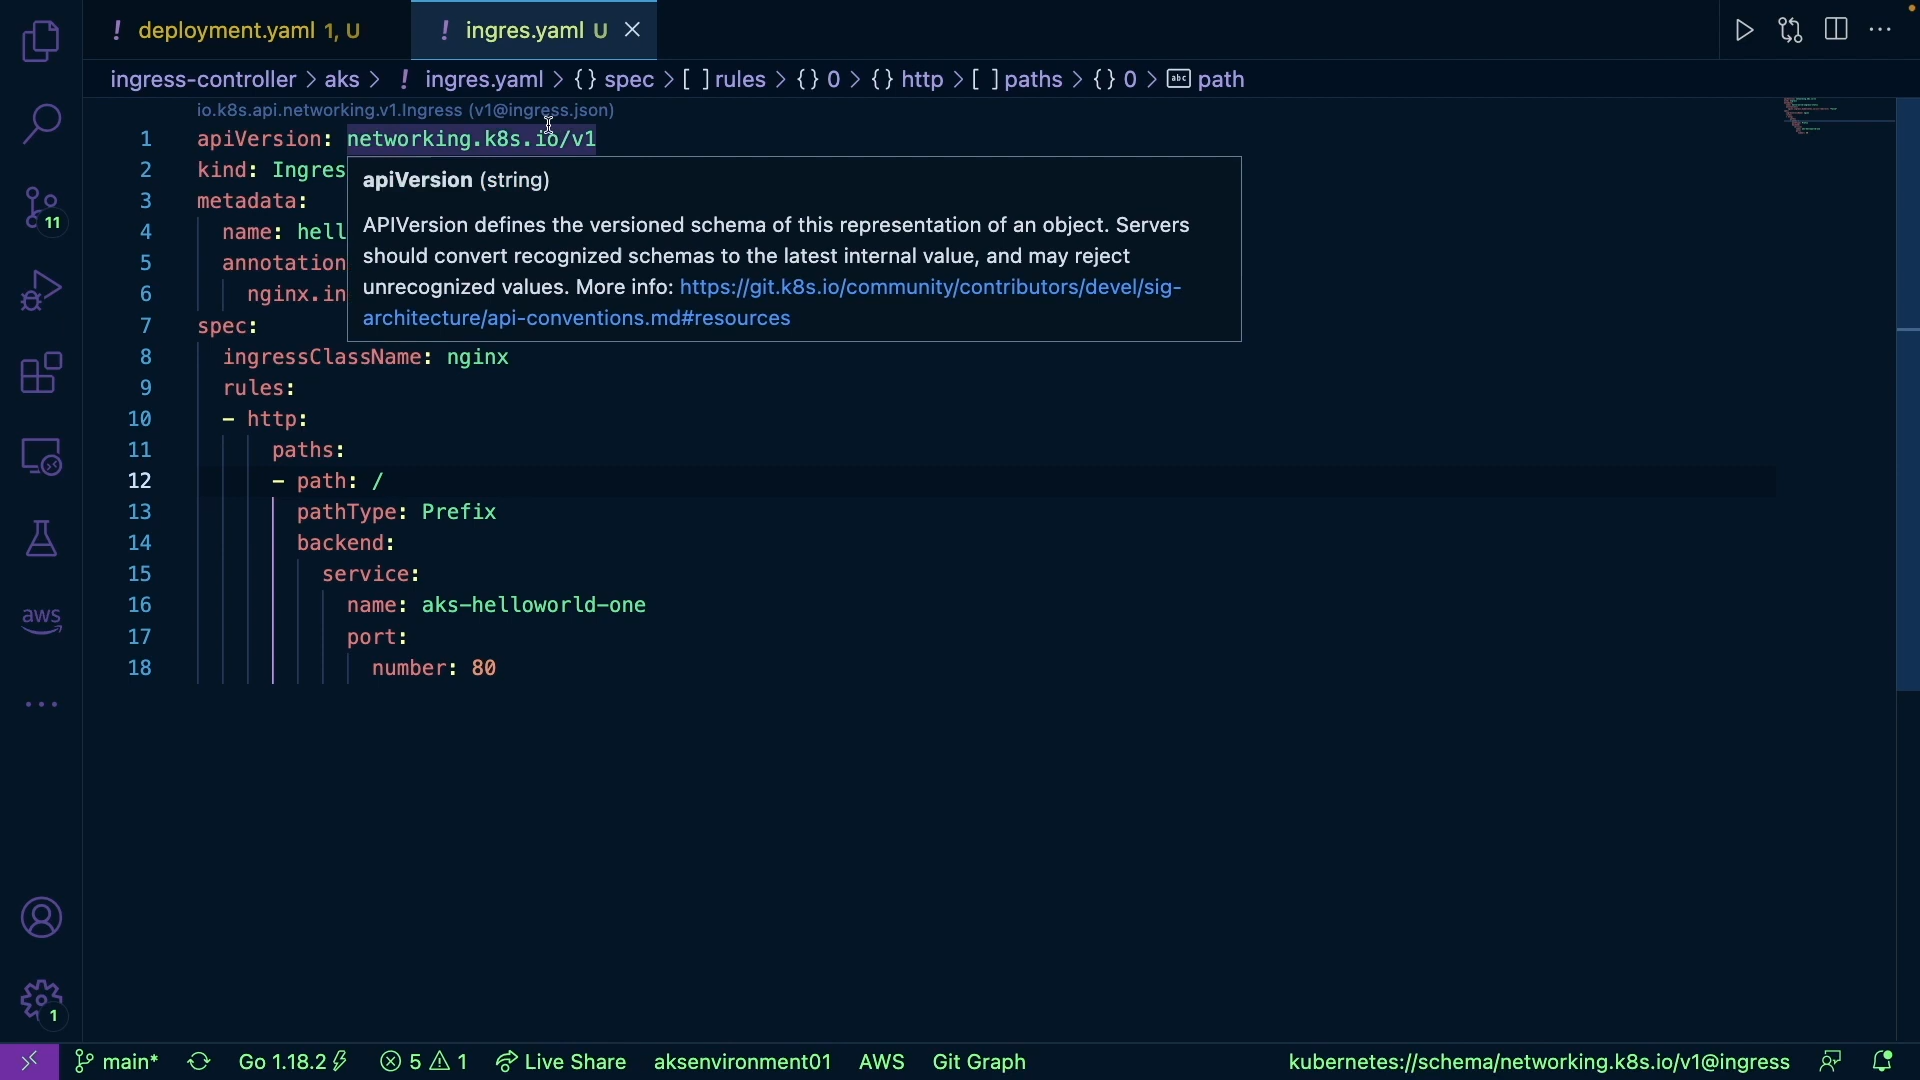 ! deployment.yaml 1, U
! ingres.yaml U
ingress-controller > aks > ! ingres.yaml > {} spec > [ ] rules > {} 0 > {} http > [ ] paths > {} 0 > abc path
io.k8s.api.networking.v1.Ingress (v1@ingress.json)
1 apiVersion: networking.k8s.io/v1
2 kind: Ingres
3 metadata:
4 name: hell
5 annotation
6 nginx.in
apiVersion (string)
APIVersion defines the versioned schema of this representation of an object. Servers
should convert recognized schemas to the latest internal value, and may reject
unrecognized values. More info: https://git.k8s.io/community/contributors/devel/sig-
architecture/api-conventions.md#resources
7 spec:
8 ingressClassName: nginx
9 rules:
10 - http:
11 paths:
12 - path: /
13 pathType: Prefix
14 backend:
15 service:
16 name: aks-helloworld-one
17 port:
18 number: 80
11
aws
1
main* Go 1.18.2 5 1 Live Share aksenvironment01 AWS Git Graph kubernetes://schema/networking.k8s.io/v1@ingress